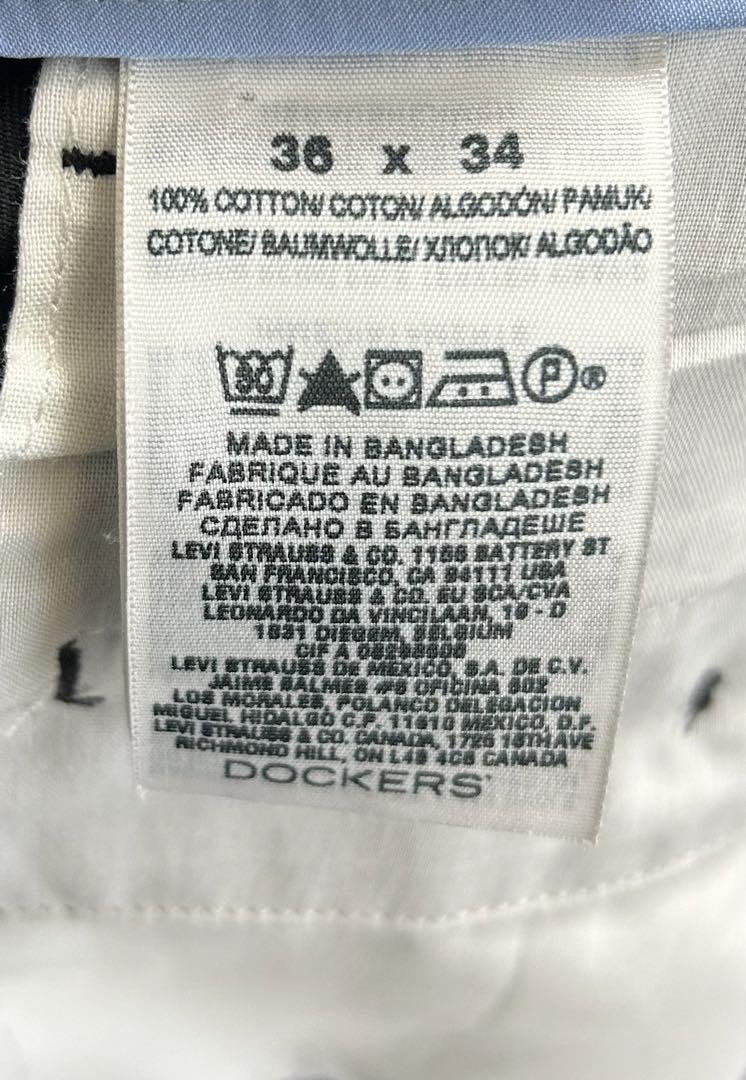 36 x 34
100% COTTON/ COTON/ ALGODÓN/ PAMUK/
COTONE/ BAUMWOLLE/ ХЛОПОК/ ALGODÃO
30 P ®
MADE IN BANGLADESH
FABRIQUE AU BANGLADESH
FABRICADO EN BANGLADESH
СДЕЛАНО В БАНГЛАДЕШЕ
LEVI STRAUSS & CO. 1155 BATTERY ST
SAN FRANCISCO, CA 94111 USA
LEVI STRAUSS & CO. EU SCA/CVA
LEONARDO DA VINCILAAN, 19 - D
1831 DIEGEM, BELGIUM
CIF A
LEVI STRAUSS DE MEXICO, S.A. DE C.V.
JAIME BALMES #8 OFICINA 802
LOS MORALES, POLANCO DELEGACION
MIGUEL HIDALGO C.P. 11510 MEXICO, D.F.
LEVI STRAUSS & CO. CANADA, 1725 16TH AVE
RICHMOND HILL, ON L4B 4C6 CANADA
DOCKERS